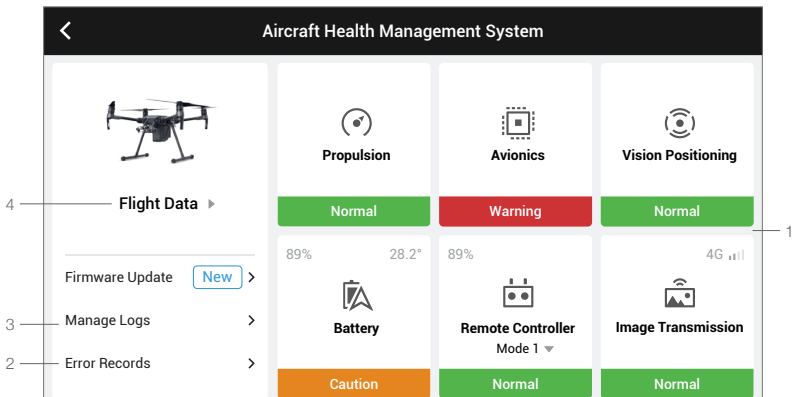 Aircraft Health Management System
4
Flight Data
Firmware Update New
3
Manage Logs
2
Error Records
Propulsion
Normal
Avionics
Warning
Vision Positioning
Normal
1
89% 28.2°
Battery
Caution
89%
Remote Controller
Mode 1
Normal
4G
Image Transmission
Normal